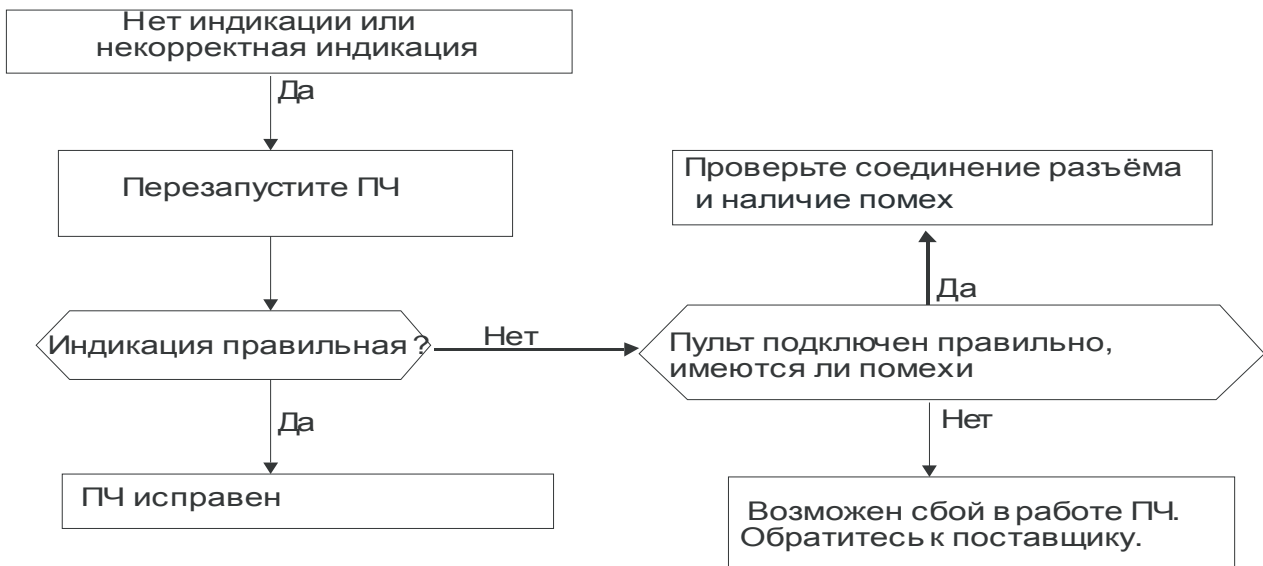 Нет индикации или
некорректная индикация
Да
Перезапустите ПЧ
Проверьте соединение разъёма
и наличие помех
Да
Индикация правильная ?
Нет
Пульт подключен правильно,
имеются ли помехи
Да
Нет
ПЧ исправен
Возможен сбой в работе ПЧ.
Обратитесь к поставщику.